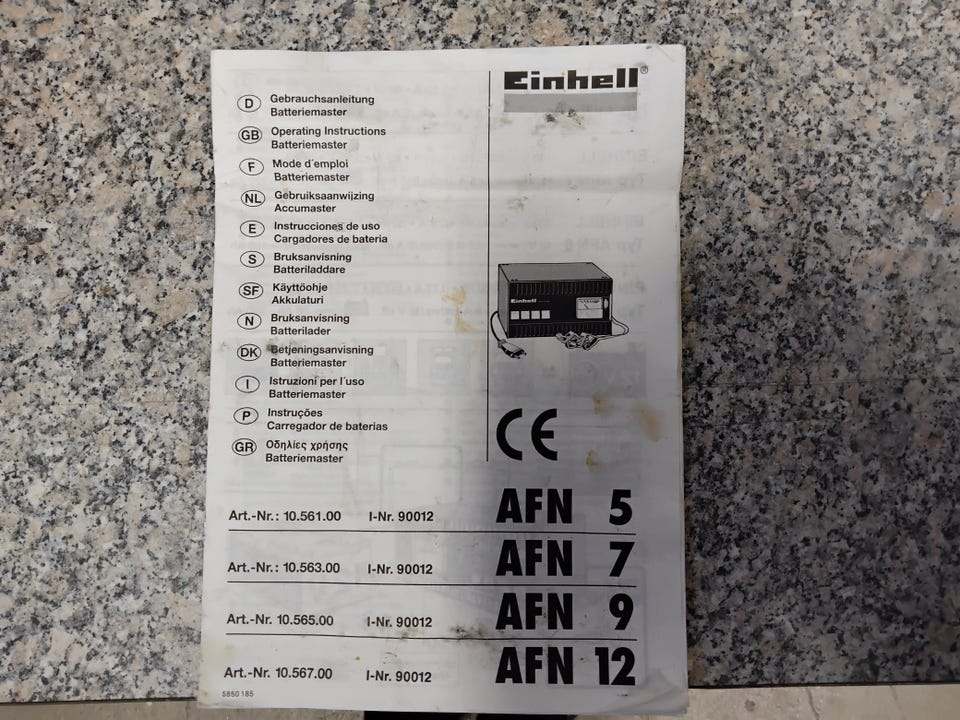 Einhell®
D Gebrauchsanleitung
Batteriemaster
GB Operating Instructions
Batteriemaster
F Mode d´emploi
Batteriemaster
NL Gebruiksaanwijzing
Accumaster
E Instrucciones de uso
Cargadores de bateria
S Bruksanvisning
Batteriladdare
SF Käyttöohje
Akkulaturi
N Bruksanvisning
Batterilader
DK Betjeningsanvisning
Batteriemaster
I Istruzioni per l´uso
Batteriemaster
P Instruções
Carregador de baterias
GR Οδηλίες χρήσης
Batteriemaster
Einhell
CE
Art.-Nr.: 10.561.00 I-Nr. 90012 AFN 5
Art.-Nr.: 10.563.00 I-Nr. 90012 AFN 7
Art.-Nr. 10.565.00 I-Nr. 90012 AFN 9
Art.-Nr. 10.567.00 I-Nr. 90012 AFN 12
5850185